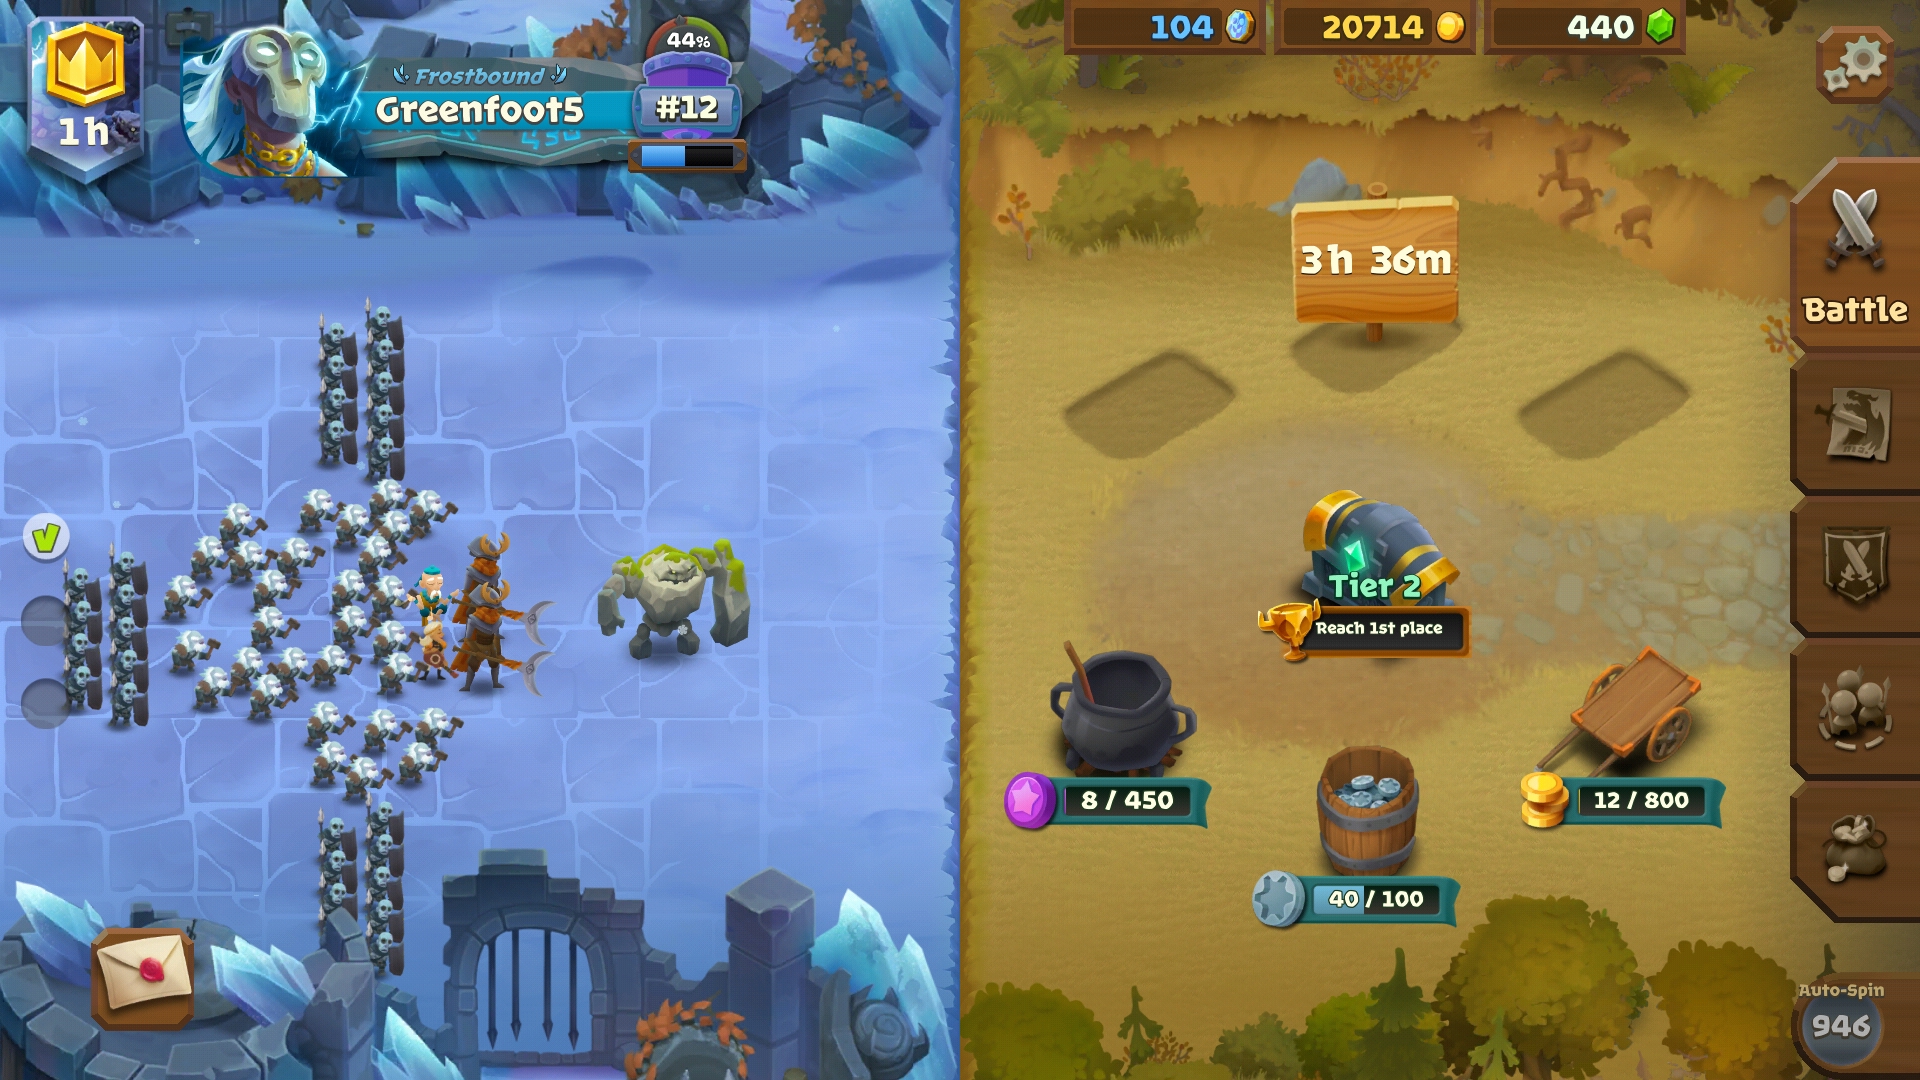 1h
Frostbound
Greenfoot5
44%
#12
104
20714
440
3h 36m
Battle
Tier 2
Reach 1st place
8 / 450
12 / 800
40 / 100
Auto-Spin
946